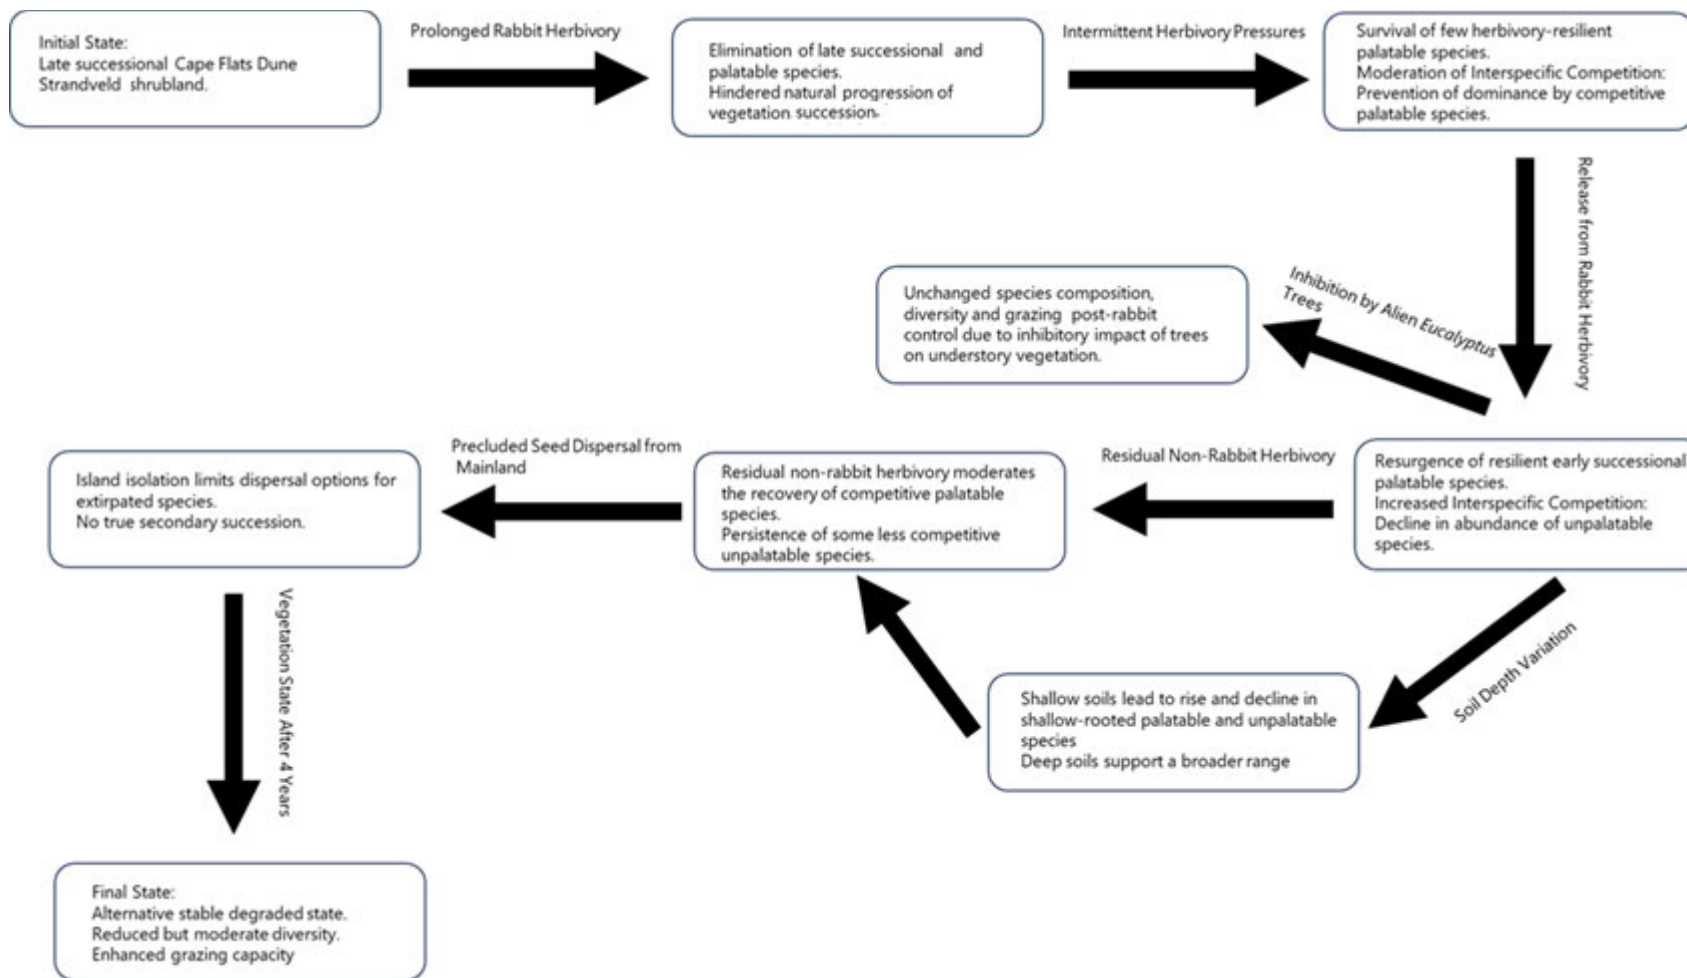 Initial State:
Late successional Cape Flats Dune
Strandveld shrubland.
Prolonged Rabbit Herbivory
Elimination of late successional and
palatable species.
Hindered natural progression of
vegetation succession.
Intermittent Herbivory Pressures
Survival of few herbivory-resilient
palatable species.
Moderation of Interspecific Competition:
Prevention of dominance by competitive
palatable species.
Release from Rabbit Herbivory
Inhibition by Alien Eucalyptus
Trees
Unchanged species composition,
diversity and grazing post-rabbit
control due to inhibitory impact of trees
on understory vegetation.
Resurgence of resilient early successional
palatable species.
Increased Interspecific Competition:
Decline in abundance of unpalatable
species.
Residual Non-Rabbit Herbivory
Residual non-rabbit herbivory moderates
the recovery of competitive palatable
species.
Persistence of some less competitive
unpalatable species.
Soil Depth Variation
Shallow soils lead to rise and decline in
shallow-rooted palatable and unpalatable
species
Deep soils support a broader range
Precluded Seed Dispersal from
Mainland
Island isolation limits dispersal options for
extirpated species.
No true secondary succession.
Vegetation State After 4 Years
Final State:
Alternative stable degraded state.
Reduced but moderate diversity.
Enhanced grazing capacity